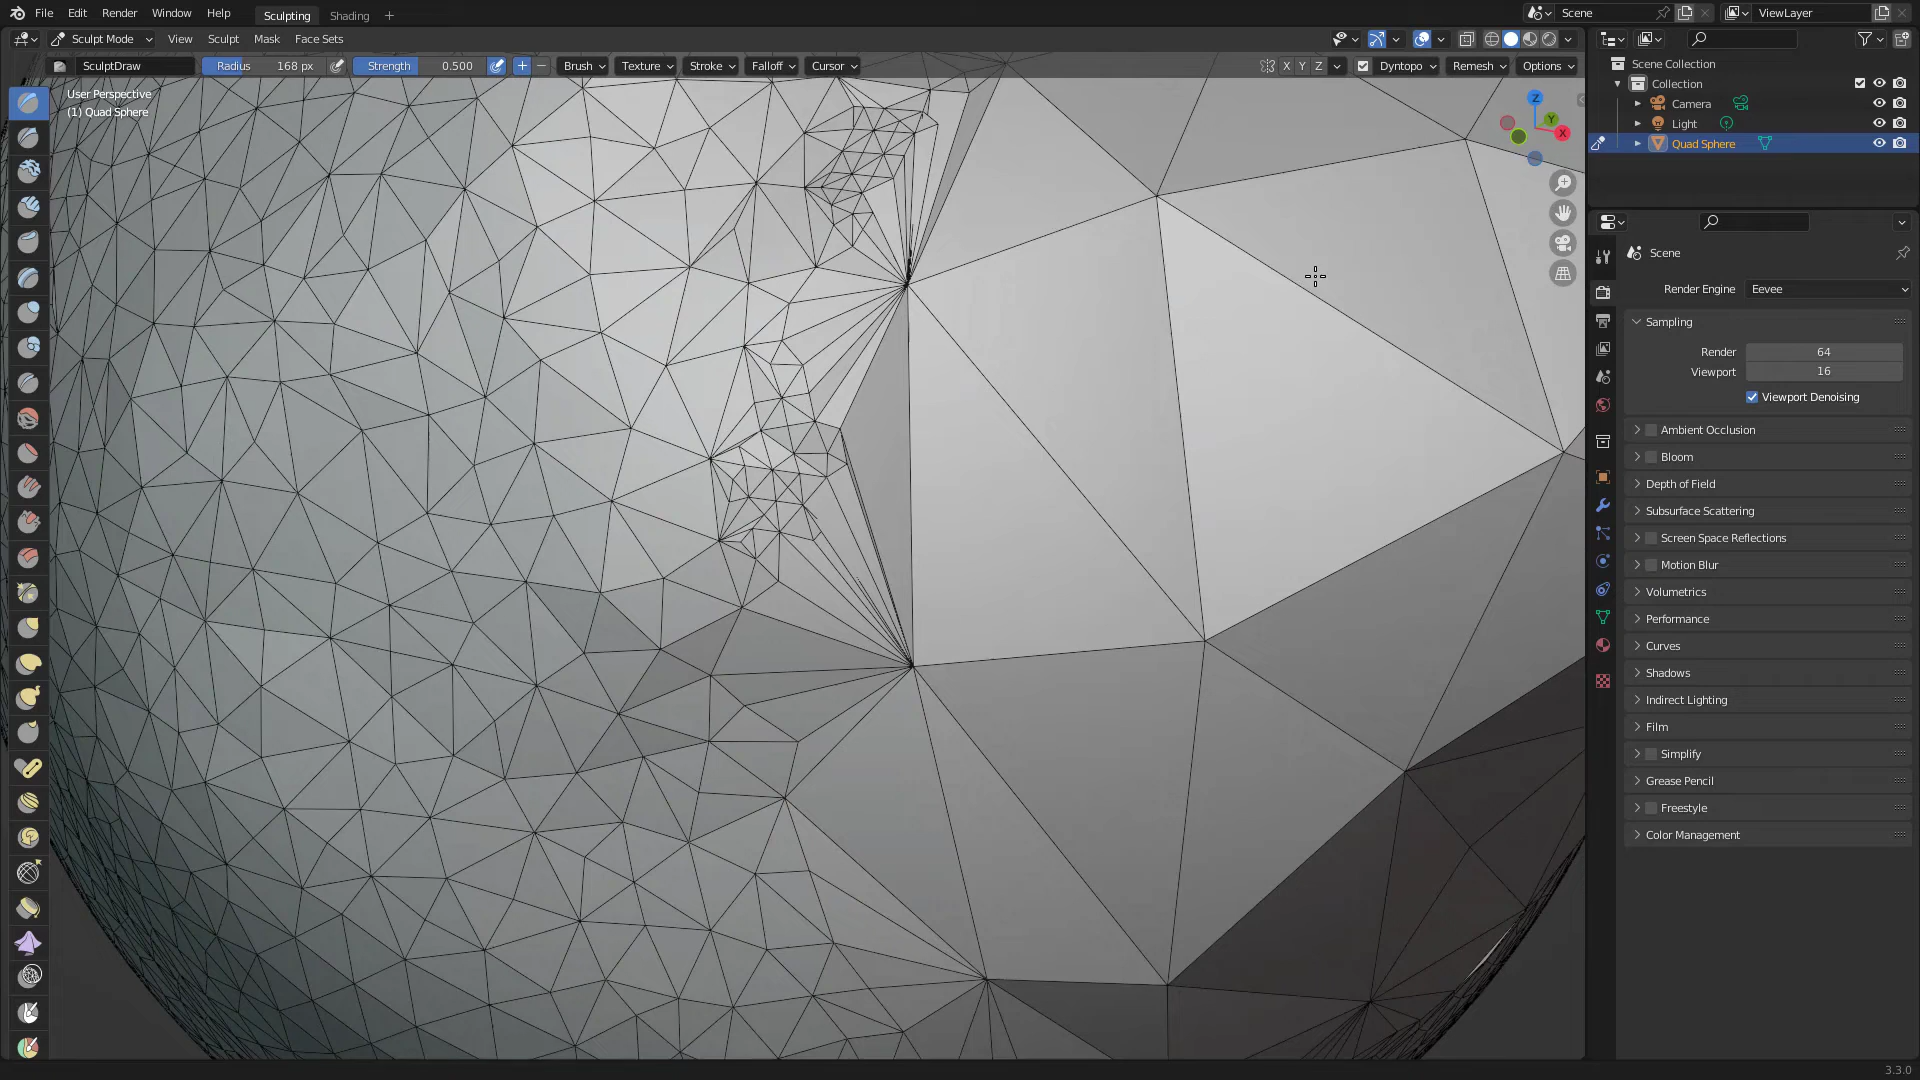 File Edit Render Window Help Sculpting Shading + Scene ViewLayer
Sculpt Mode View Sculpt Mask Face Sets
SculptDraw Radius 168 px Strength 0.500 Brush Texture Stroke Falloff Cursor X Y Z Dyntopo Remesh Options
User Perspective
(1) Quad Sphere
Z
Y
X
Scene Collection
Collection
Camera
Light
Quad Sphere
Scene
Render Engine Eevee
Sampling
Render 64
Viewport 16
Viewport Denoising
Ambient Occlusion
Bloom
Depth of Field
Subsurface Scattering
Screen Space Reflections
Motion Blur
Volumetrics
Performance
Curves
Shadows
Indirect Lighting
Film
Simplify
Grease Pencil
Freestyle
Color Management
3.3.0